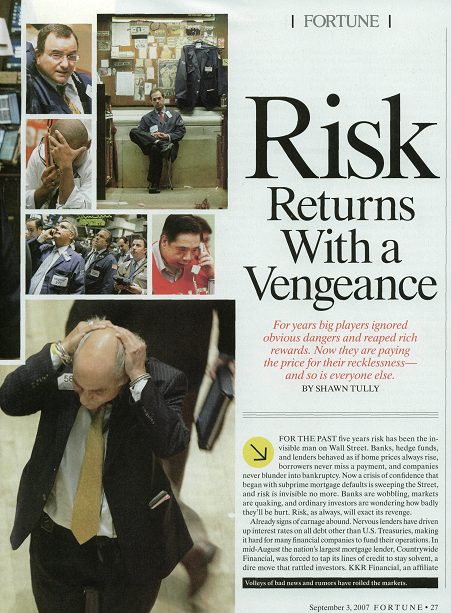 | FORTUNE |
Risk
Returns
With a
Vengeance
For years big players ignored
obvious dangers and reaped rich
rewards. Now they are paying
the price for their recklessness—
and so is everyone else.
BY SHAWN TULLY
FOR THE PAST five years risk has been the in-
visible man on Wall Street. Banks, hedge funds,
and lenders behaved as if home prices always rise,
borrowers never miss a payment, and companies
never blunder into bankruptcy. Now a crisis of confidence that
began with subprime mortgage defaults is sweeping the Street,
and risk is invisible no more. Banks are wobbling, markets
are quaking, and ordinary investors are wondering how badly
they'll be hurt. Risk, as always, will exact its revenge.
Already signs of carnage abound. Nervous lenders have driven
up interest rates on all debt other than U.S. Treasuries, making
it hard for many financial companies to fund their operations. In
mid-August the nation's largest mortgage lender, Countrywide
Financial, was forced to tap its lines of credit to stay solvent, a
dire move that rattled investors. KKR Financial, an affiliate
Volleys of bad news and rumors have roiled the markets.
September 3, 2007 FORTUNE • 27